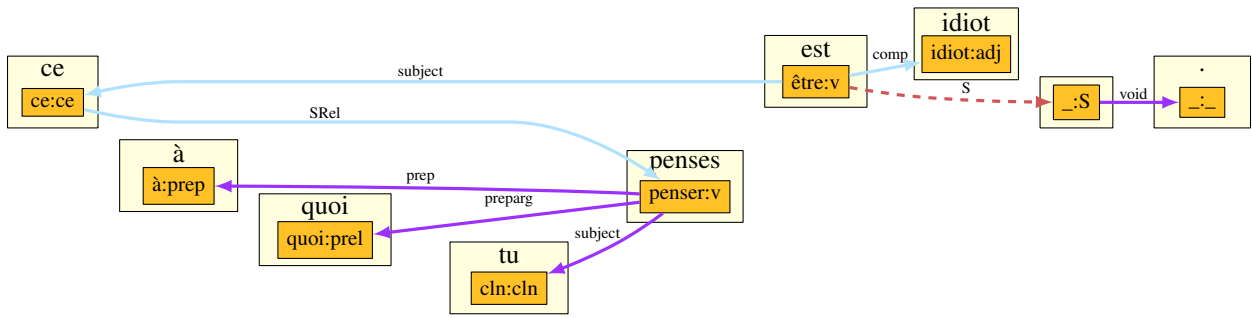 ce
ce:ce
subject
SRel
est
être:v
comp
idiot
idiot:adj
S
_:S
void
.
_:_
à
à:prep
prep
penses
penser:v
quoi
quoi:prel
preparg
tu
cln:cln
subject